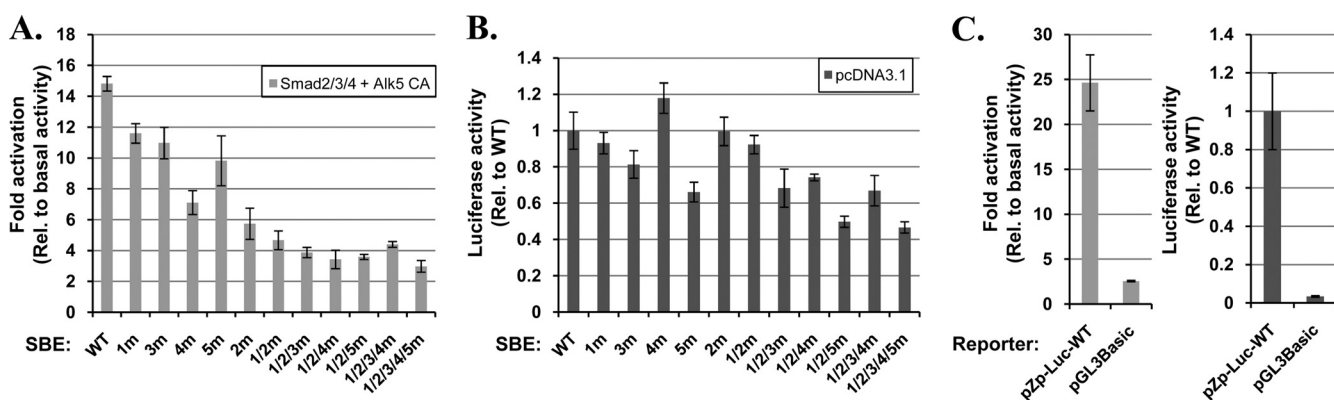 A.
Fold activation
(Rel. to basal activity)
18
16
14
12
10
8
6
4
2
0
Smad2/3/4 + Alk5 CA
SBE:
WT
1m
3m
4m
5m
2m
1/2m
1/2/3m
1/2/4m
1/2/5m
1/2/3/4m
1/2/3/4/5m
B.
Luciferase activity
(Rel. to WT)
1.4
1.2
1
0.8
0.6
0.4
0.2
0
pcDNA3.1
SBE:
WT
1m
3m
4m
5m
2m
1/2m
1/2/3m
1/2/4m
1/2/5m
1/2/3/4m
1/2/3/4/5m
C.
Fold activation
(Rel. to basal activity)
30
25
20
15
10
5
0
Reporter:
pZp-Luc-WT
pGL3Basic
Luciferase activity
(Rel. to WT)
1.4
1.2
1
0.8
0.6
0.4
0.2
0
pZp-Luc-WT
pGL3Basic